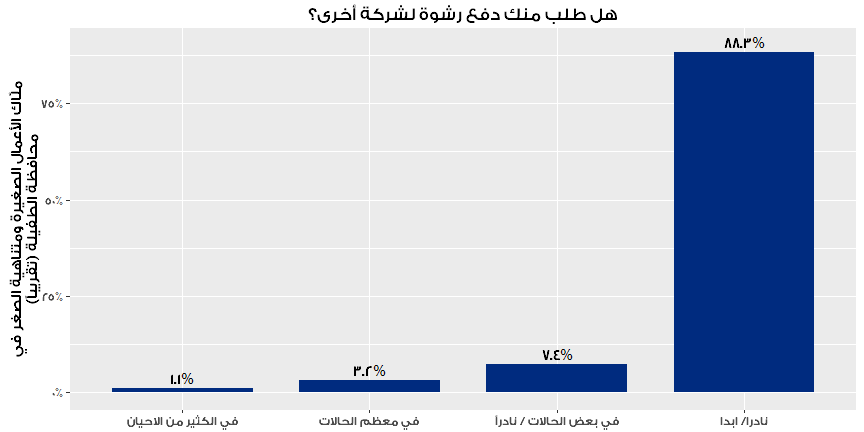 هل طلب منك دفع رشوة لشركة أخرى؟
ملّاك الأعمال الصغيرة ومتناهية الصغر في
محافظة الطفيلة (تقريباً)
٧٥%
٥٠%
٢٥%
٠%
١.١%
٣.٢%
٧.٤%
٨٨.٣%
في الكثير من الاحيان
في معظم الحالات
في بعض الحالات / نادراً
نادرا/ ابدا